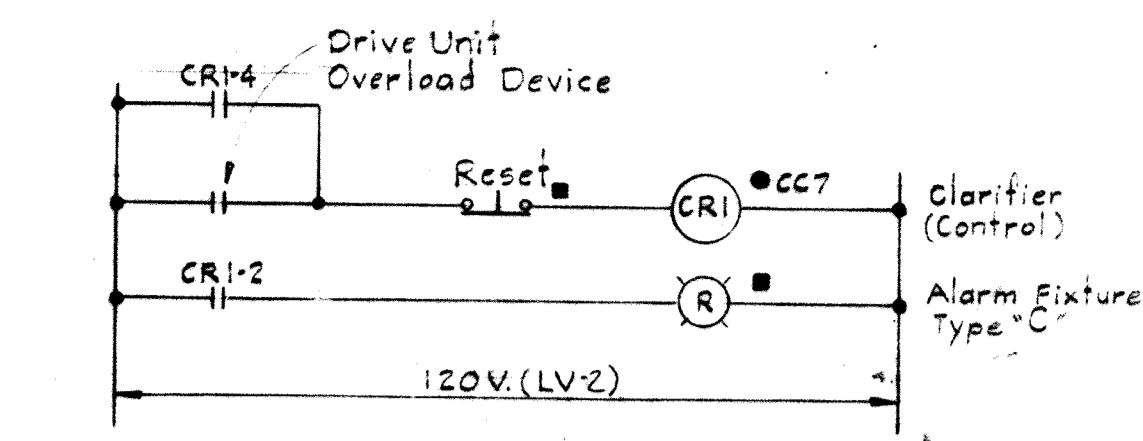 Drive Unit
Overload Device
CR1-4
Reset
CC7
CR1
Clarifier
(Control)
CR1-2
R
Alarm Fixture
Type "C"
120V. (LV-2)